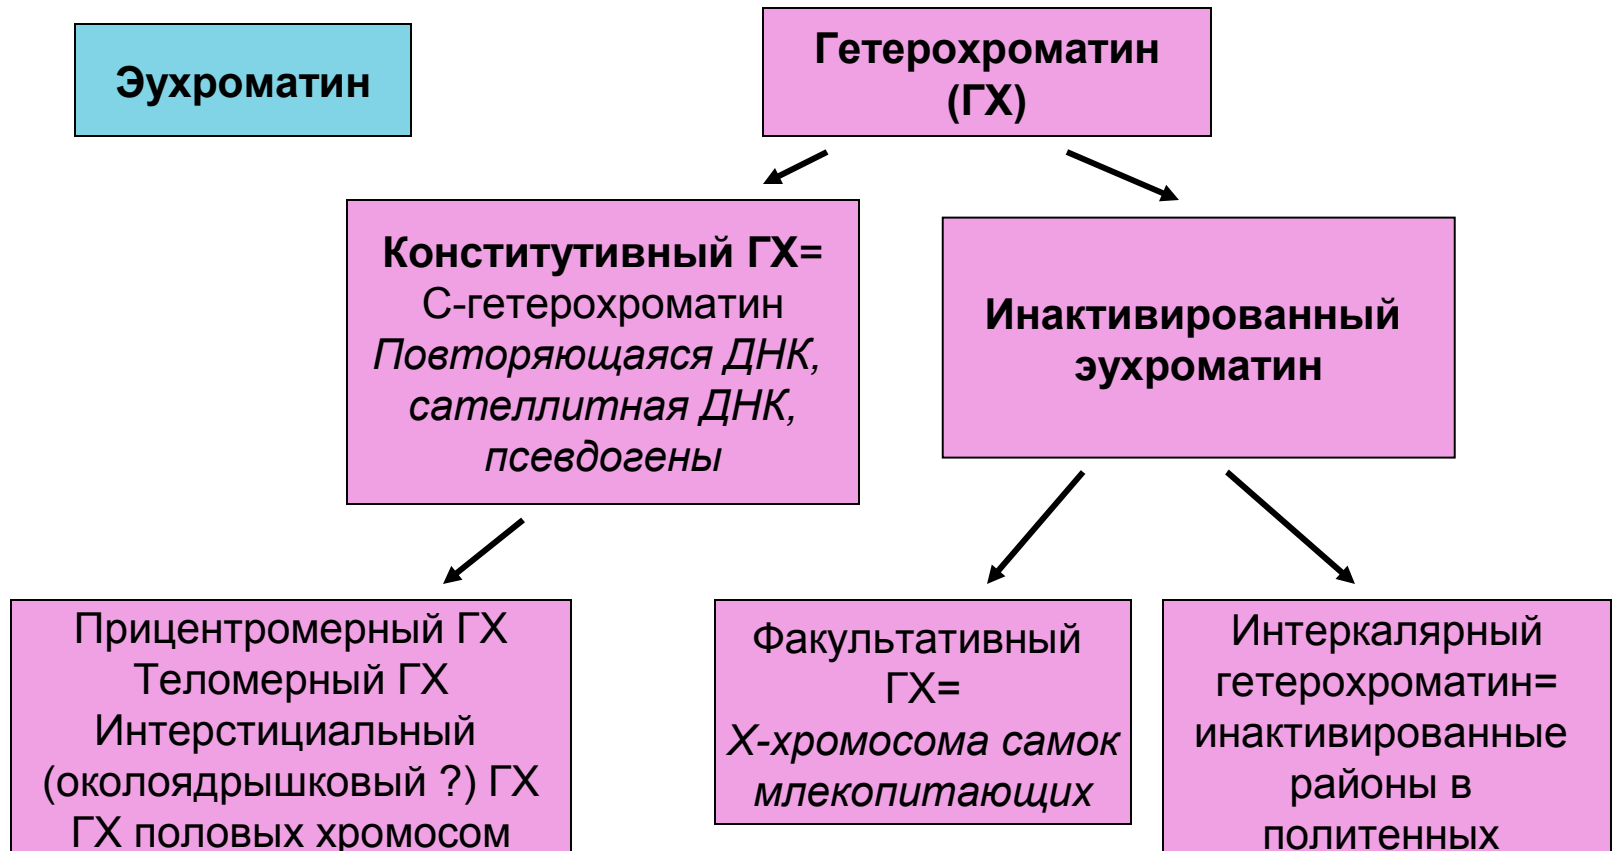 Эухроматин
Гетерохроматин
(ГХ)
Конститутивный ГХ=
С-гетерохроматин
Повторяющаяся ДНК,
сателлитная ДНК,
псевдогены
Инактивированный
эухроматин
Прицентромерный ГХ
Теломерный ГХ
Интерстициальный
(околоядрышковый ?) ГХ
ГХ половых хромосом
Факультативный
ГХ=
Х-хромосома самок
млекопитающих
Интеркалярный
гетерохроматин=
инактивированные
районы в
политенных